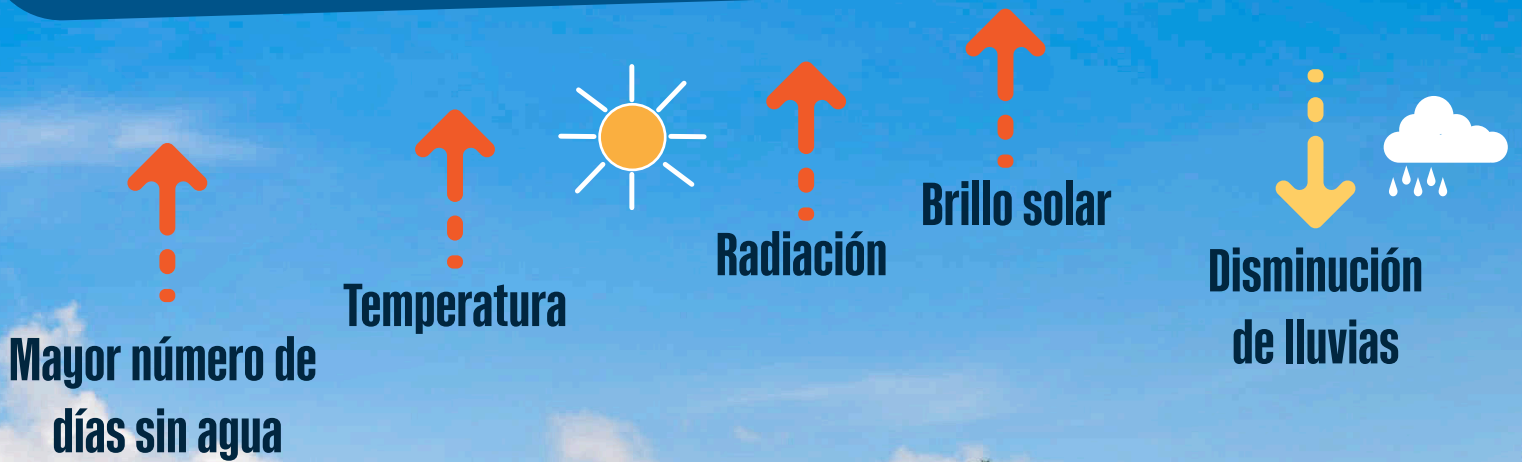 Mayor número de
días sin agua
Temperatura
Radiación
Brillo solar
Disminución
de lluvias